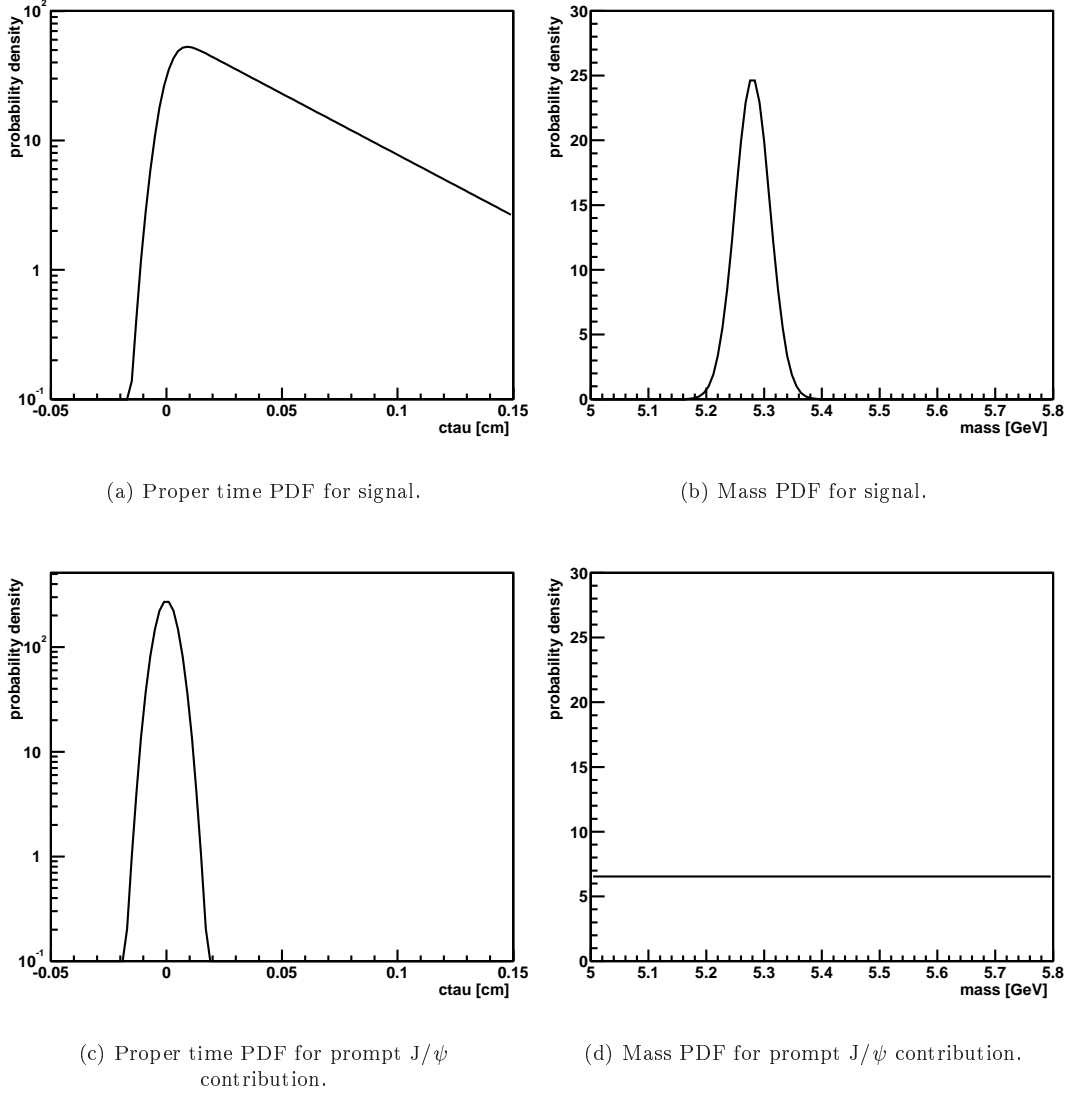 probability density
10²
10
1
10⁻¹
-0.05 0 0.05 0.1 0.15
ctau [cm]
(a) Proper time PDF for signal.
probability density
30
25
20
15
10
5
0
5 5.1 5.2 5.3 5.4 5.5 5.6 5.7 5.8
mass [GeV]
(b) Mass PDF for signal.
probability density
10²
10
1
10⁻¹
-0.05 0 0.05 0.1 0.15
ctau [cm]
(c) Proper time PDF for prompt J/ψ
contribution.
probability density
30
25
20
15
10
5
0
5 5.1 5.2 5.3 5.4 5.5 5.6 5.7 5.8
mass [GeV]
(d) Mass PDF for prompt J/ψ contribution.